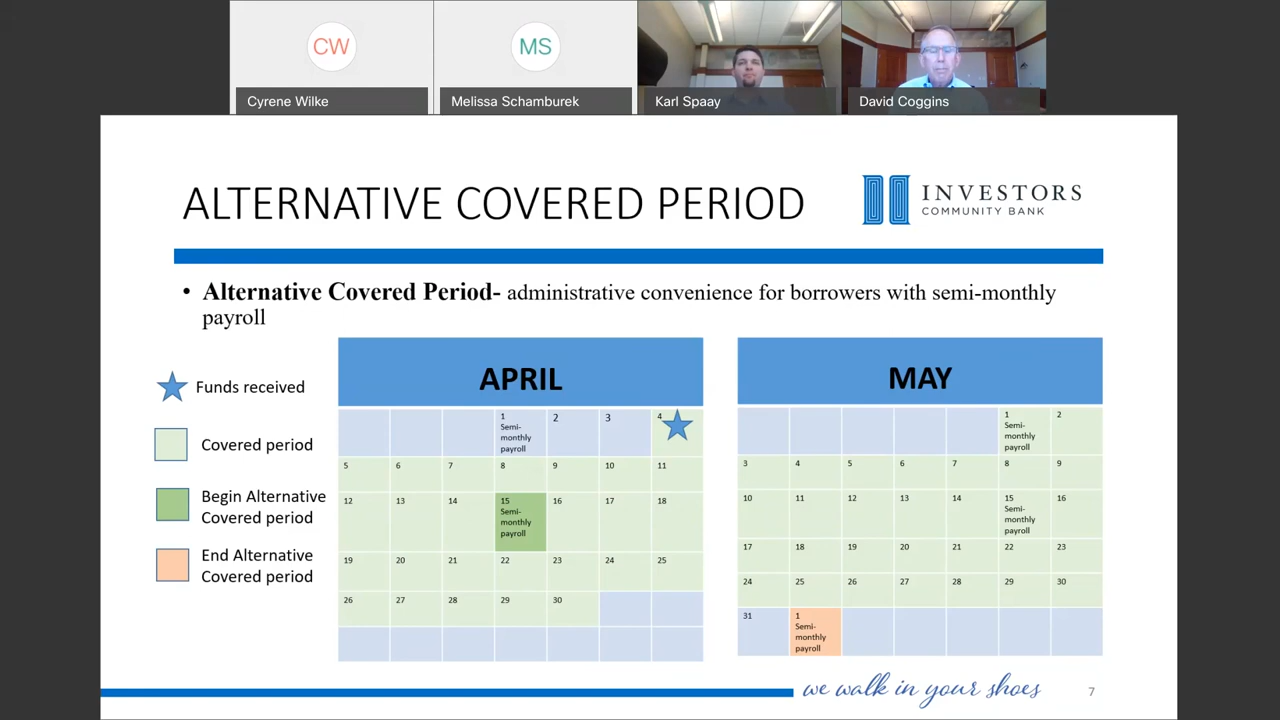 CW
MS
Cyrene Wilke
Melissa Schamburek
Karl Spaay
David Coggins
ALTERNATIVE COVERED PERIOD
INVESTORS
COMMUNITY BANK
• Alternative Covered Period- administrative convenience for borrowers with semi-monthly
payroll
Funds received
Covered period
Begin Alternative
Covered period
End Alternative
Covered period
APRIL
1 2 3 4
Semi-
monthly
payroll
5 6 7 8 9 10 11
12 13 14 15 16 17 18
Semi-
monthly
payroll
19 20 21 22 23 24 25
26 27 28 29 30
MAY
1 2
Semi-
monthly
payroll
3 4 5 6 7 8 9
10 11 12 13 14 15 16
Semi-
monthly
payroll
17 18 19 20 21 22 23
24 25 26 27 28 29 30
31 1
Semi-
monthly
payroll
we walk in your shoes
7